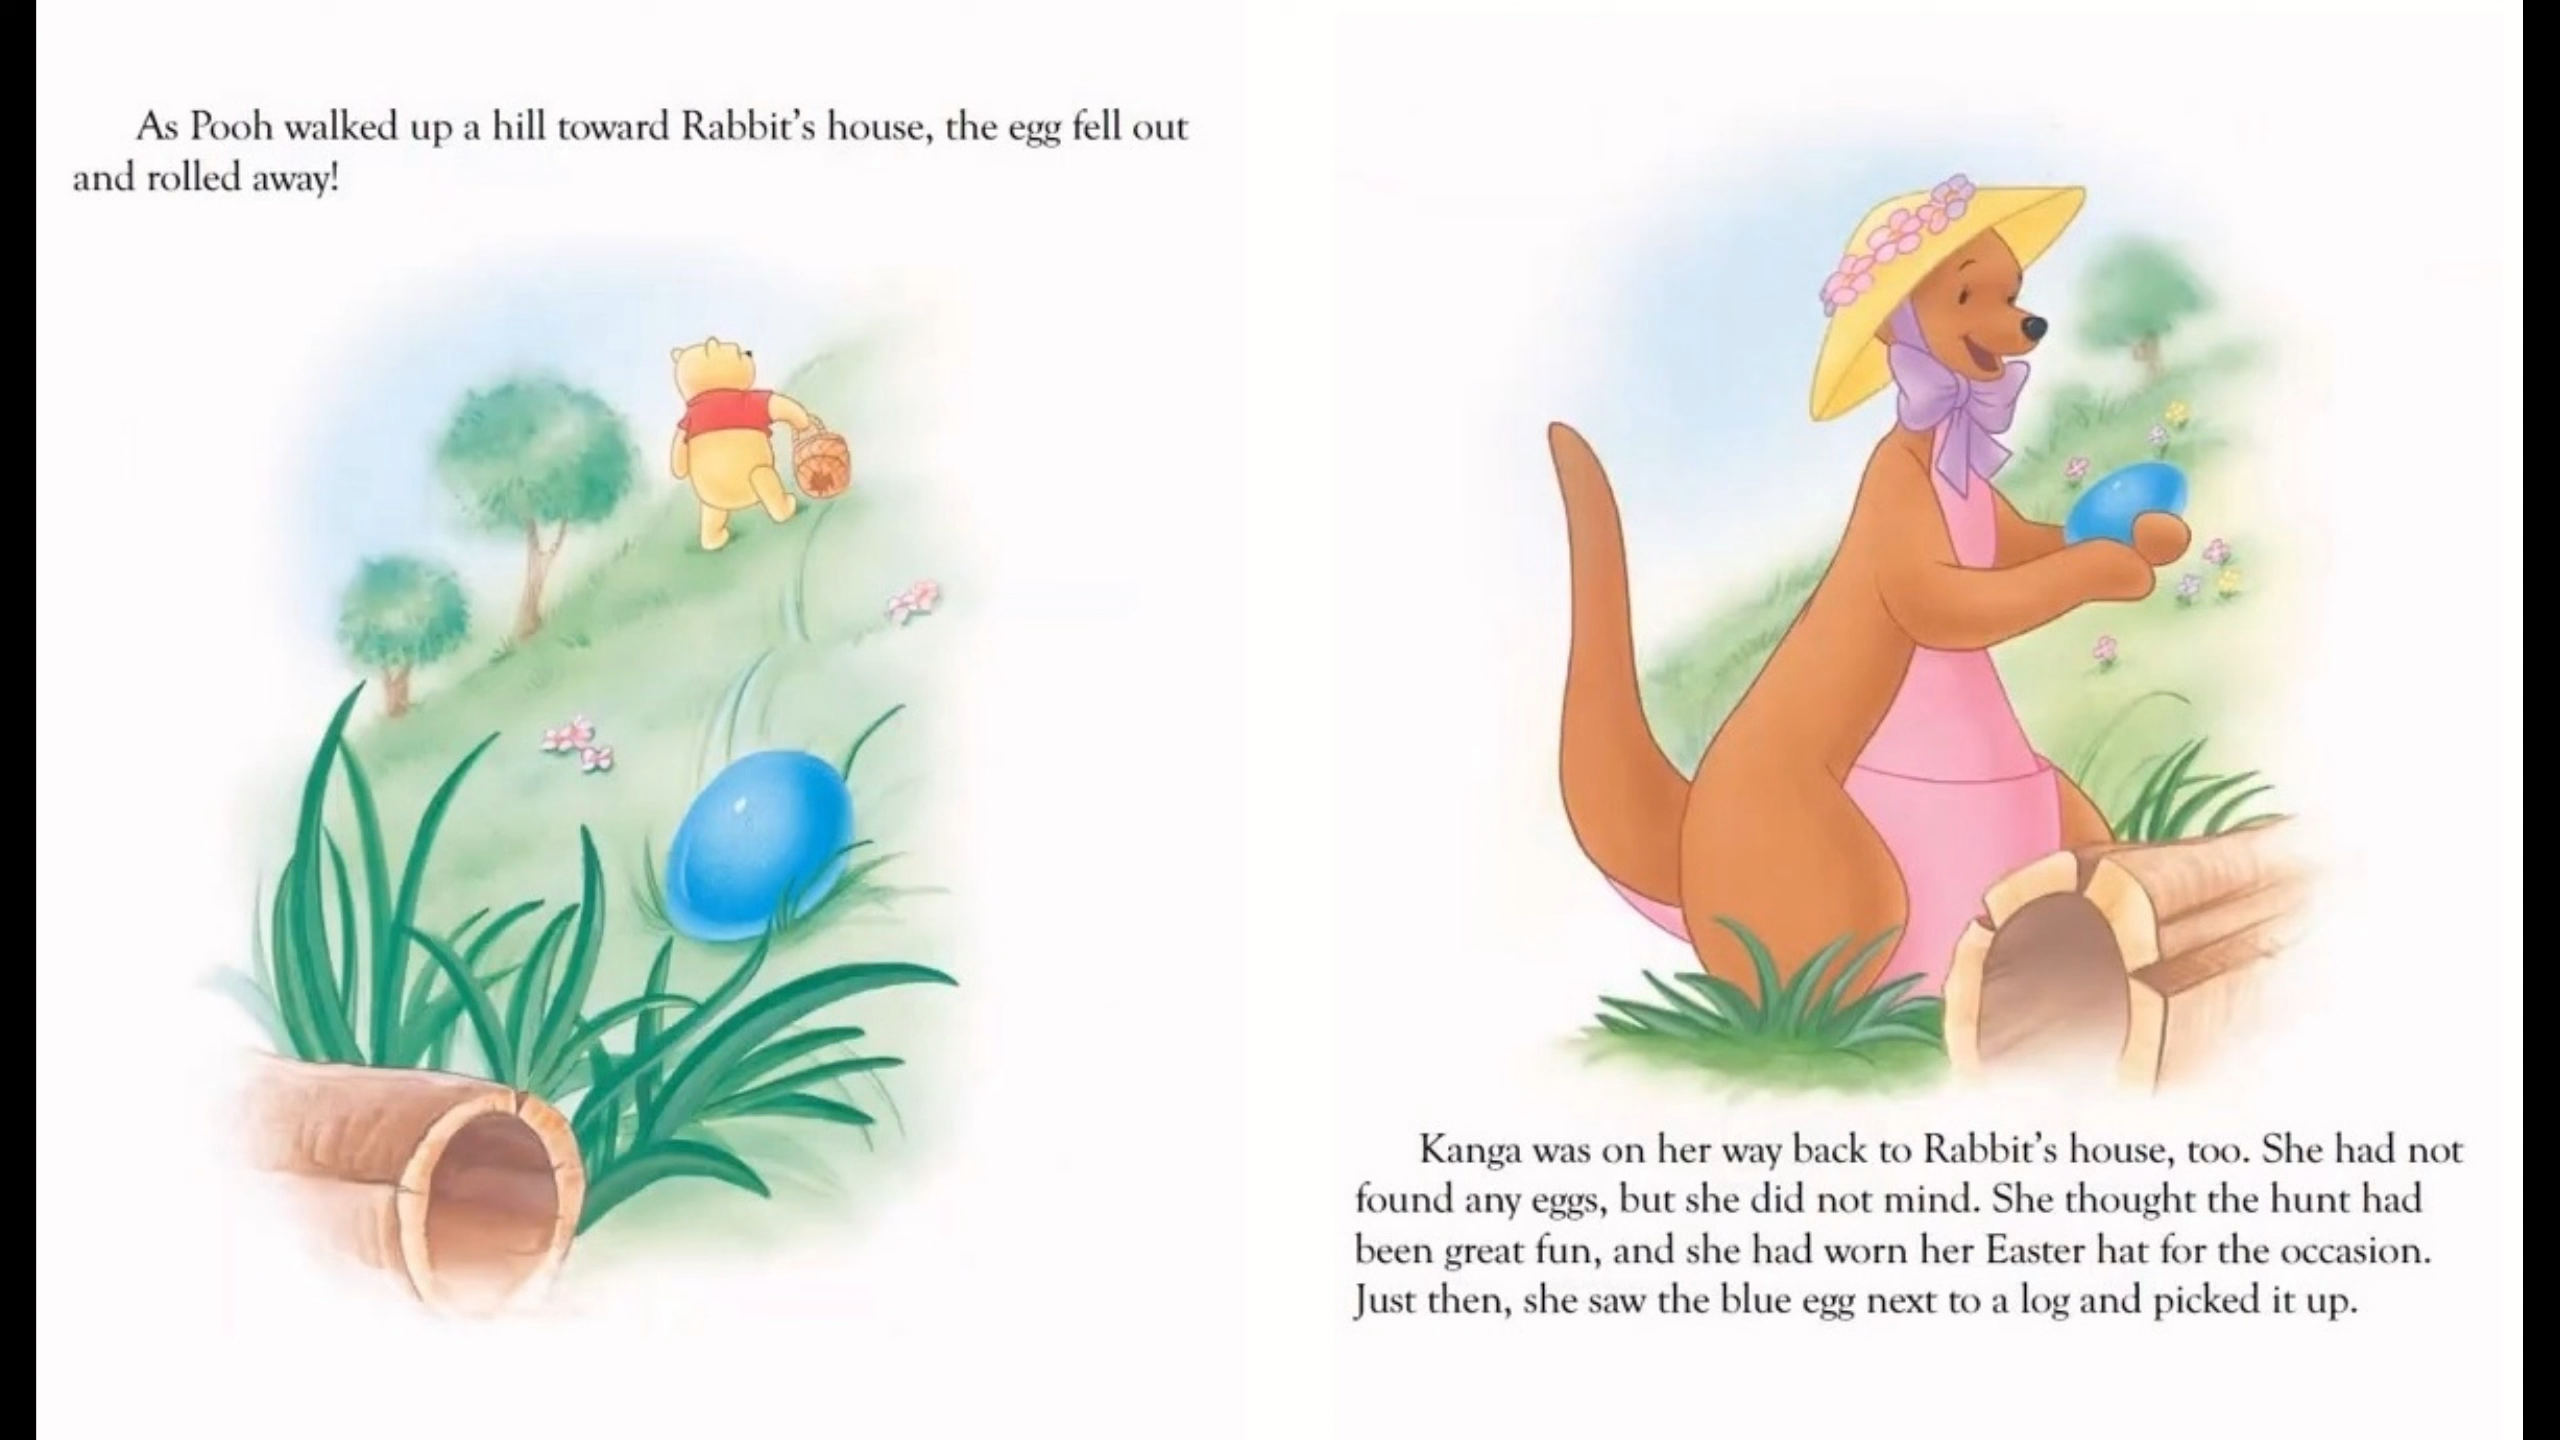 As Pooh walked up a hill toward Rabbit's house, the egg fell out
and rolled away!
Kanga was on her way back to Rabbit's house, too. She had not
found any eggs, but she did not mind. She thought the hunt had
been great fun, and she had worn her Easter hat for the occasion.
Just then, she saw the blue egg next to a log and picked it up.